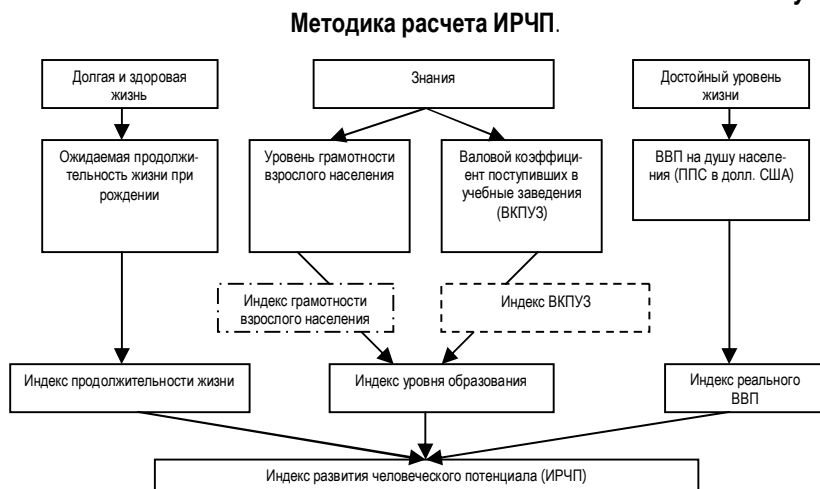 Методика расчета ИРЧП.
Долгая и здоровая
жизнь
Знания
Достойный уровень
жизни
Ожидаемая продолжи-
тельность жизни при
рождении
Уровень грамотности
взрослого населения
Валовой коэффици-
ент поступивших в
учебные заведения
(ВКПУЗ)
ВВП на душу населе-
ния (ППС в долл. США)
Индекс грамотности
взрослого населения
Индекс ВКПУЗ
Индекс продолжительности жизни
Индекс уровня образования
Индекс реального
ВВП
Индекс развития человеческого потенциала (ИРЧП)